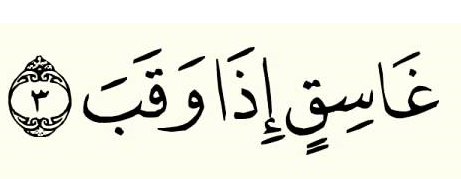 غَاسِقٍ إِذَا وَقَبَ ٣